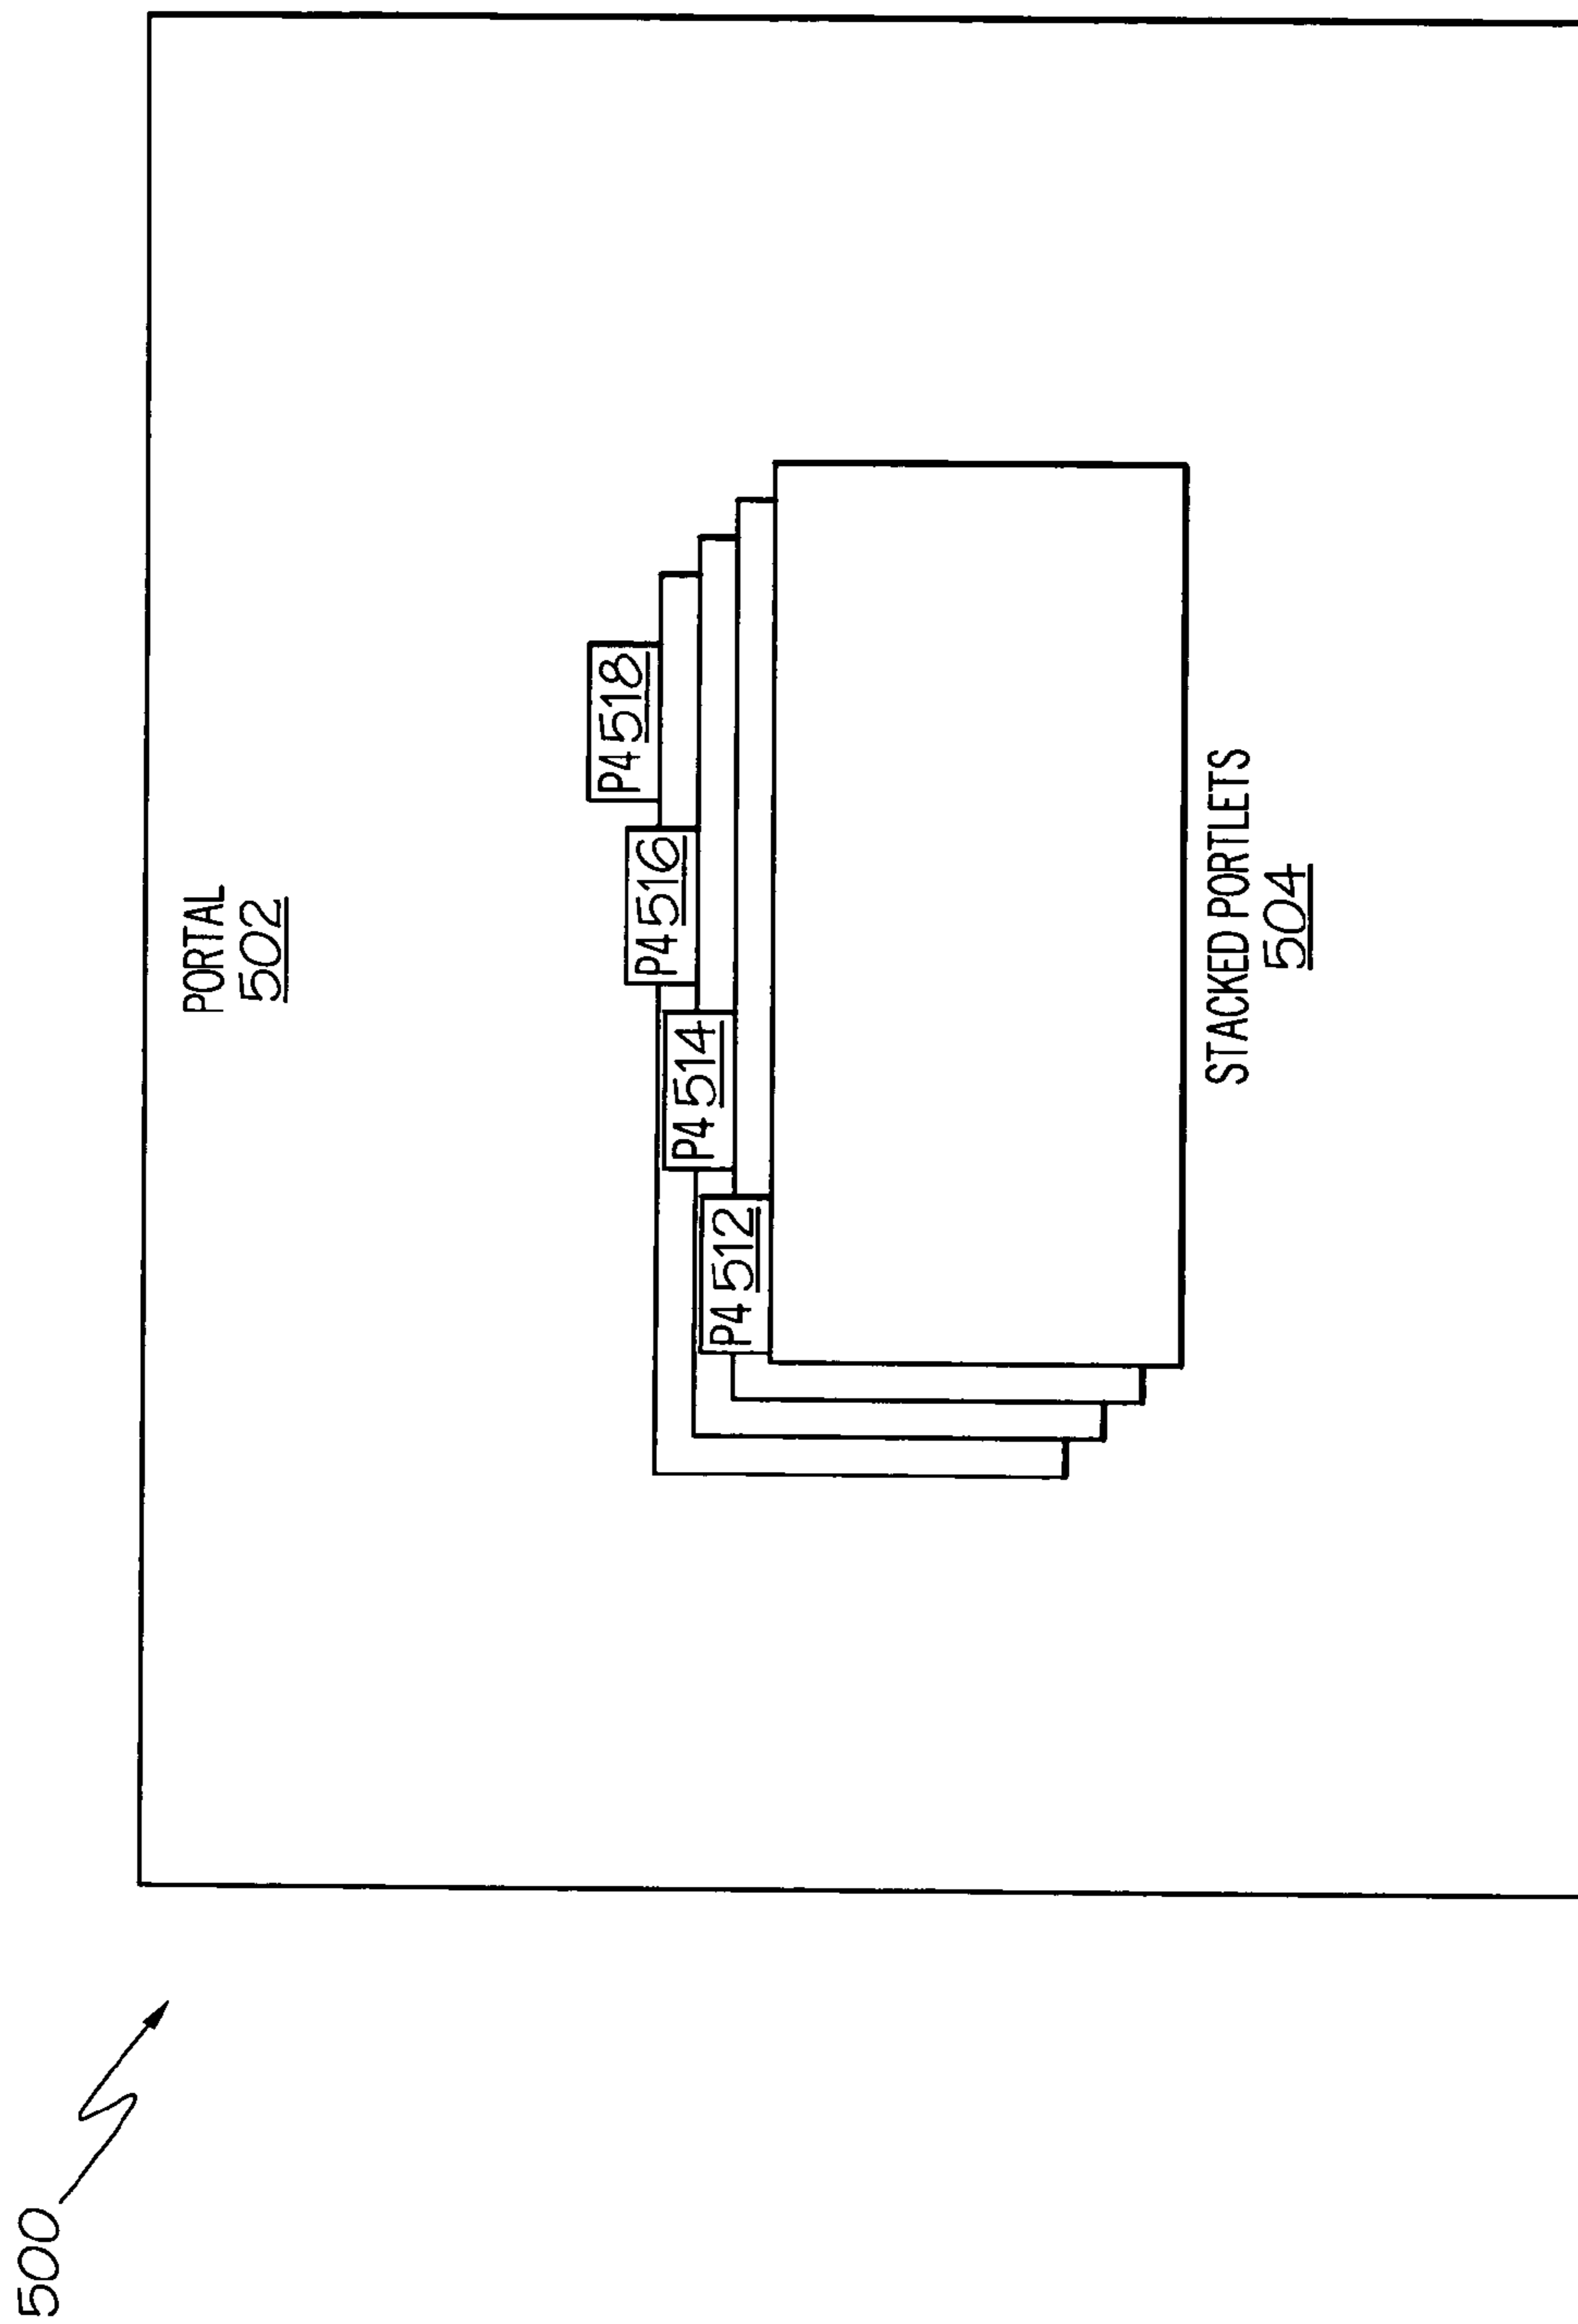 500
PORTAL
502
P4 518
P4 516
P4 514
P4 512
STACKED PORTLETS
504